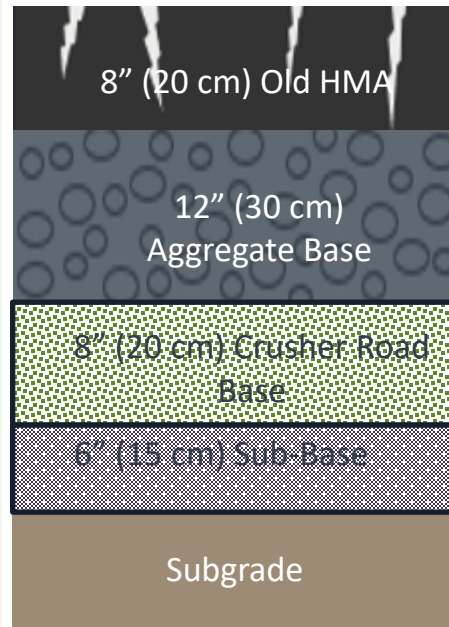 8” (20 cm) Old HMA
12” (30 cm)
Aggregate Base
8” (20 cm) Crusher Road
Base
6” (15 cm) Sub-Base
Subgrade